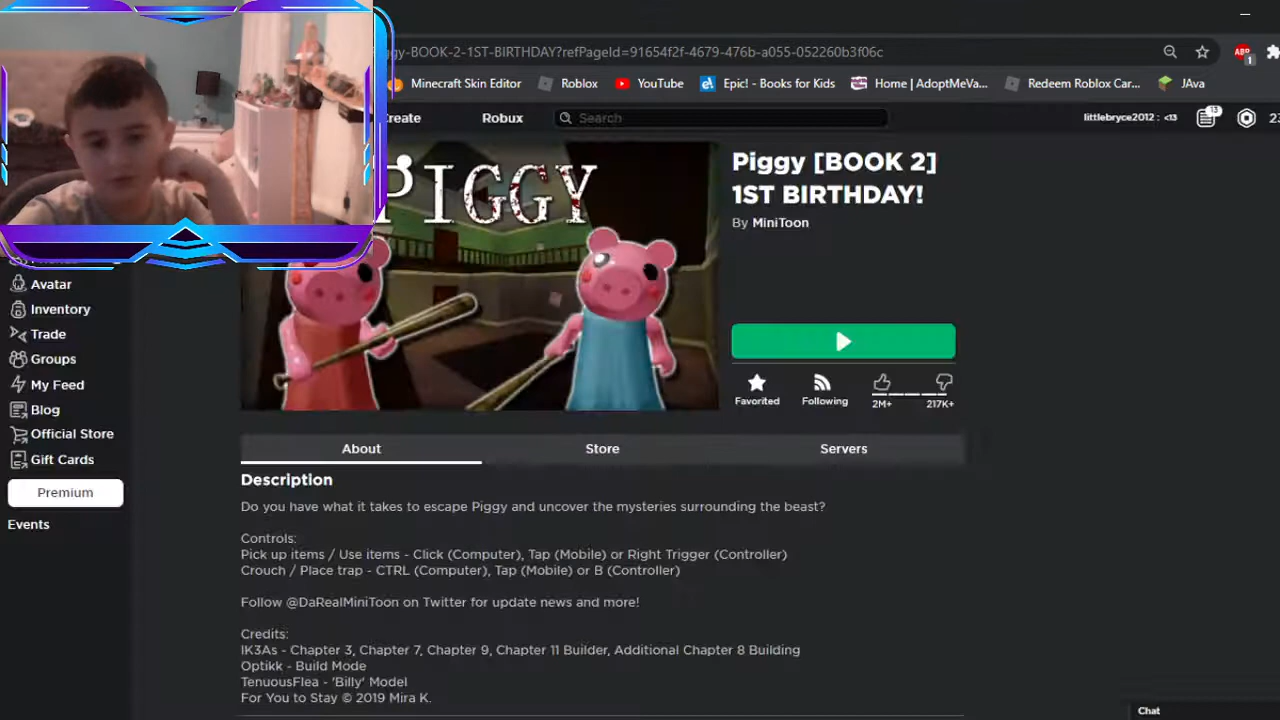 ggy-BOOK-2-1ST-BIRTHDAY?refPageId=91654f2f-4679-476b-a055-052260b3f06c
ABP
1
Minecraft Skin Editor Roblox YouTube Epic! - Books for Kids Home | AdoptMeVa... Redeem Roblox Car... Java
Create Robux Search littlebryce2012 : <13 13 23
PIGGY
Piggy [BOOK 2]
1ST BIRTHDAY!
By MiniToon
Avatar
Inventory
Trade
Groups
My Feed
Blog
Official Store
Gift Cards
Premium
Events
Favorited Following 2M+ 217K+
About Store Servers
Description
Do you have what it takes to escape Piggy and uncover the mysteries surrounding the beast?
Controls:
Pick up items / Use items - Click (Computer), Tap (Mobile) or Right Trigger (Controller)
Crouch / Place trap - CTRL (Computer), Tap (Mobile) or B (Controller)
Follow @DaRealMiniToon on Twitter for update news and more!
Credits:
IK3As - Chapter 3, Chapter 7, Chapter 9, Chapter 11 Builder, Additional Chapter 8 Building
Optikk - Build Mode
TenuousFlea - 'Billy' Model
For You to Stay © 2019 Mira K.
Chat